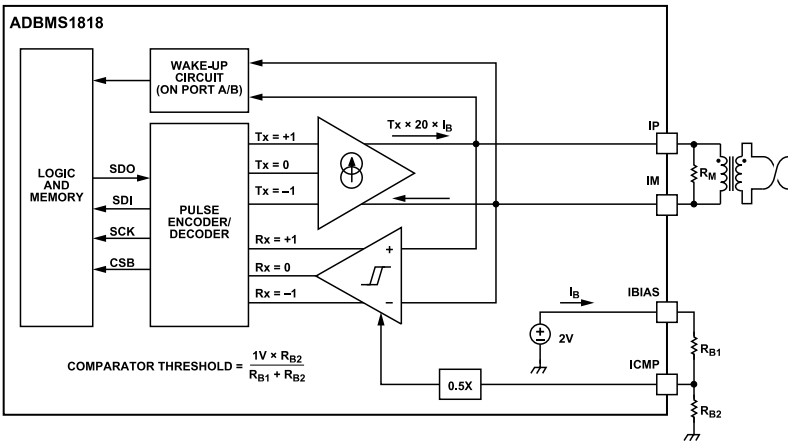 ADBMS1818
WAKE-UP
CIRCUIT
(ON PORT A/B)
Tx × 20 × IB
IP
Tx = +1
Tx = 0
Tx = –1
LOGIC
AND
MEMORY
SDO
SDI
SCK
CSB
PULSE
ENCODER/
DECODER
RM
IM
Rx = +1
Rx = 0
Rx = –1
+
–
IB
IBIAS
+
–
2V
RB1
ICMP
COMPARATOR THRESHOLD = 1V × RB2
RB1 + RB2
0.5X
RB2